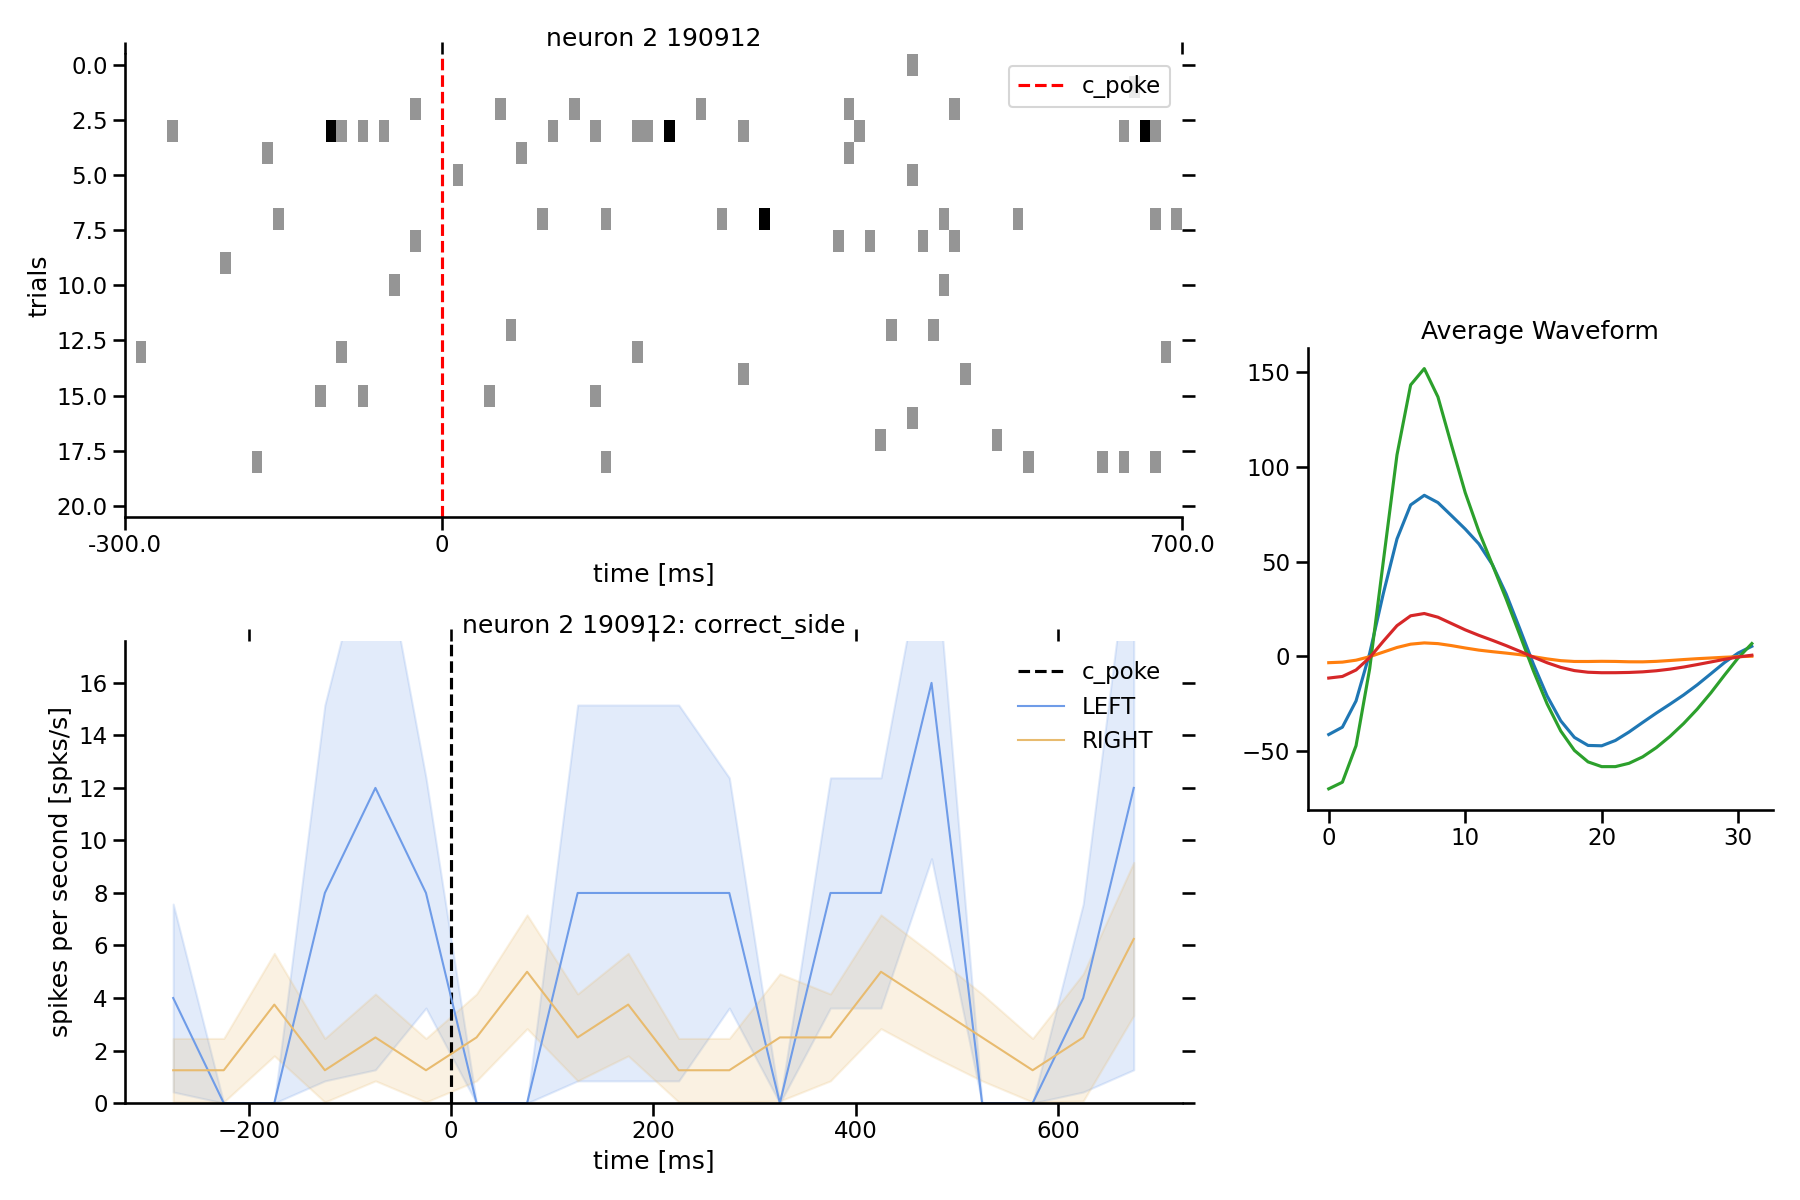 neuron 2 190912
c_poke
trials
0.0
2.5
5.0
7.5
10.0
12.5
15.0
17.5
20.0
-300.0 0 700.0
time [ms]
neuron 2 190912: correct_side
c_poke
LEFT
RIGHT
spikes per second [spks/s]
16
14
12
10
8
6
4
2
0
−200 0 200 400 600
time [ms]
Average Waveform
150
100
50
0
−50
0 10 20 30